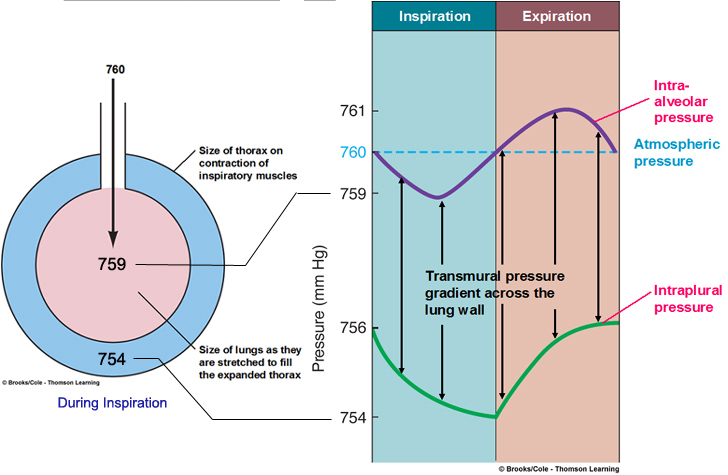 760
Size of thorax on
contraction of
inspiratory muscles
759
754
Size of lungs as they
are stretched to fill
the expanded thorax
© Brooks/Cole - Thomson Learning
During Inspiration
Inspiration
Expiration
Pressure (mm Hg)
761
760
759
756
754
Intra-
alveolar
pressure
Atmospheric
pressure
Transmural pressure
gradient across the
lung wall
Intraplural
pressure
© Brooks/Cole - Thomson Learning